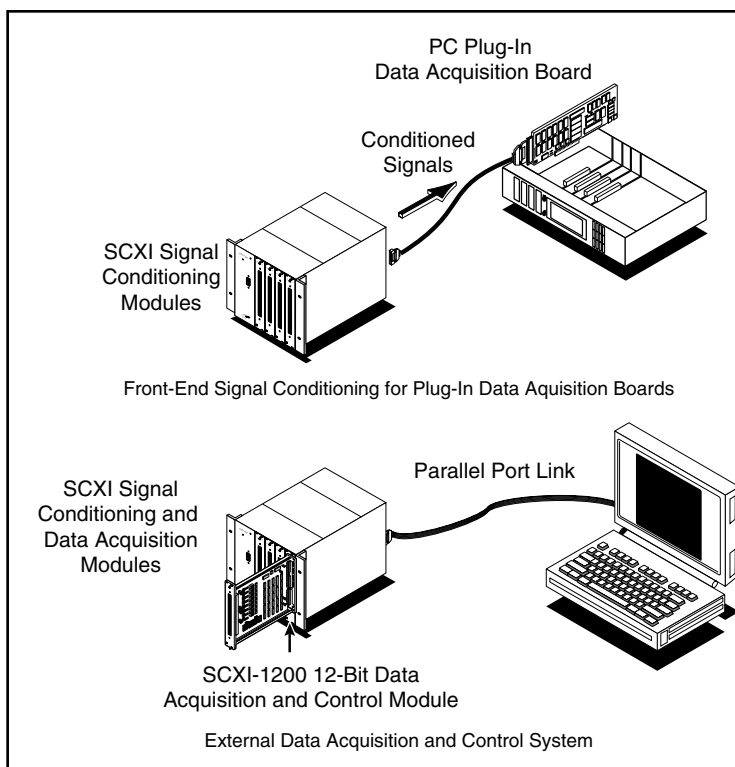 PC Plug-In
Data Acquisition Board
Conditioned
Signals
SCXI Signal
Conditioning
Modules
Front-End Signal Conditioning for Plug-In Data Aquisition Boards
Parallel Port Link
SCXI Signal
Conditioning and
Data Acquisition
Modules
SCXI-1200 12-Bit Data
Acquisition and Control Module
External Data Acquisition and Control System